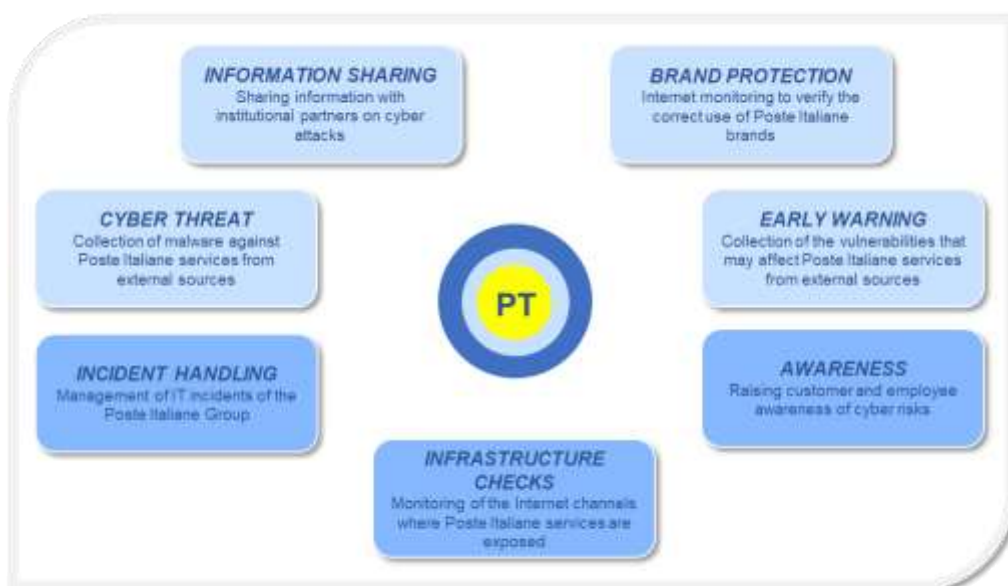 INFORMATION SHARING
Sharing information with
institutional partners on cyber
attacks
BRAND PROTECTION
Internet monitoring to verify the
correct use of Poste Italiane
brands
CYBER THREAT
Collection of malware against
Poste Italiane services from
external sources
EARLY WARNING
Collection of the vulnerabilities that
may affect Poste Italiane services
from external sources
PT
INCIDENT HANDLING
Management of IT incidents of the
Poste Italiane Group
AWARENESS
Raising customer and employee
awareness of cyber risks
INFRASTRUCTURE
CHECKS
Monitoring of the Internet channels
where Poste Italiane services are
exposed